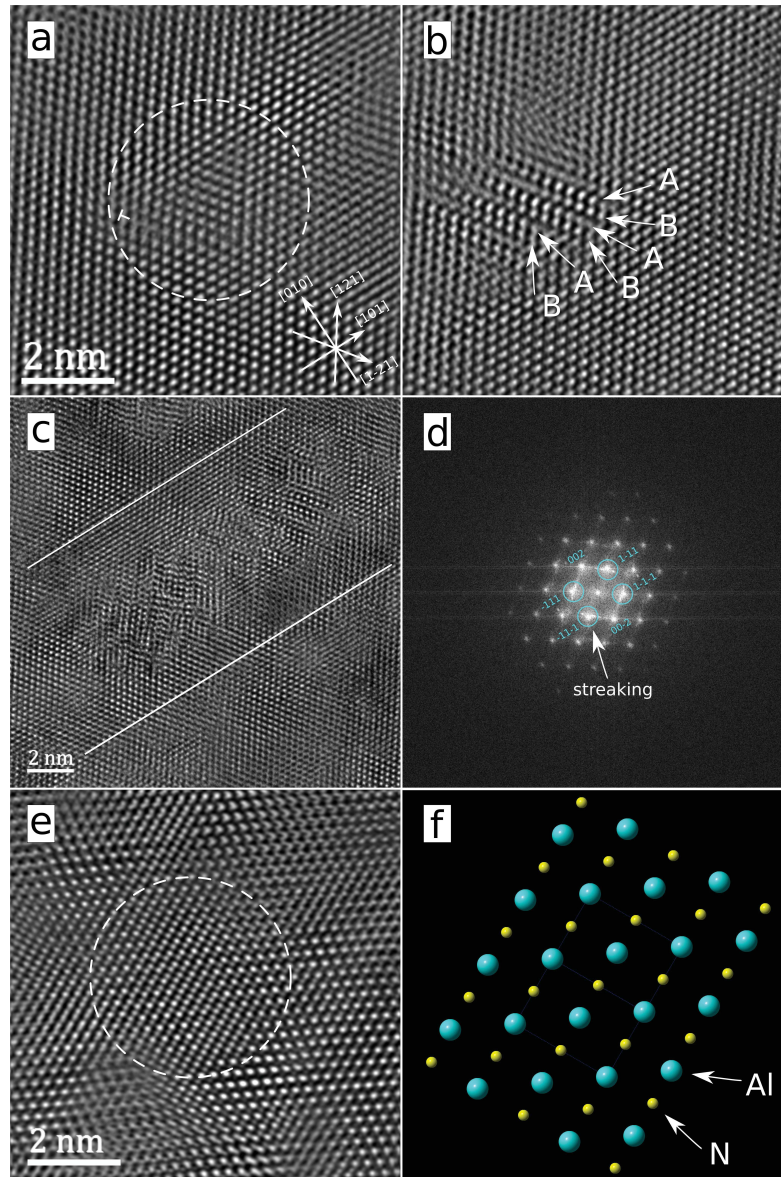 a
[010]
[121]
[101]
[1-21]
2 nm
b
A
B
A
B
A
B
c
2 nm
d
002
1-11
-111
1-1-1
-11-1
00-2
streaking
e
2 nm
f
Al
N